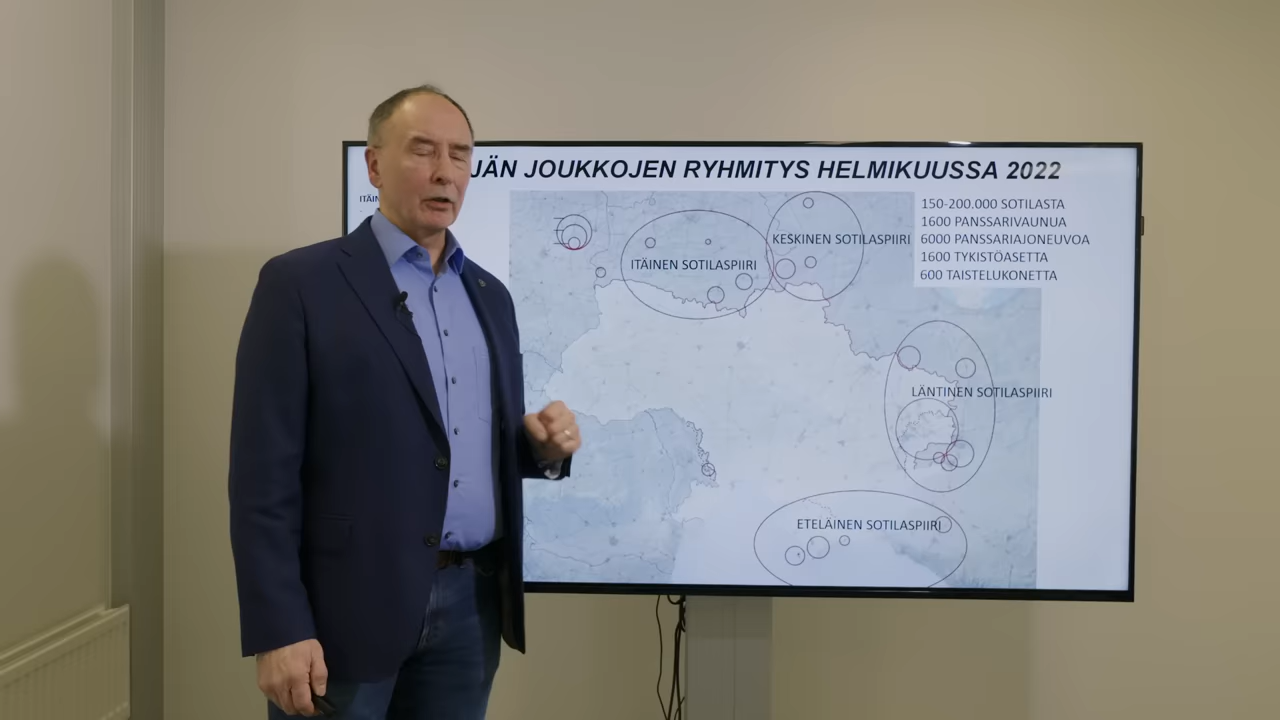 JÄN JOUKKOJEN RYHMITYS HELMIKUUSSA 2022
ITÄIN
150-200.000 SOTILASTA
1600 PANSSARIVAUNUA
6000 PANSSARIAJONEUVOA
1600 TYKISTÖASETTA
600 TAISTELUKONETTA
KESKINEN SOTILASPIIRI
ITÄINEN SOTILASPIIRI
LÄNTINEN SOTILASPIIRI
ETELÄINEN SOTILASPIIRI